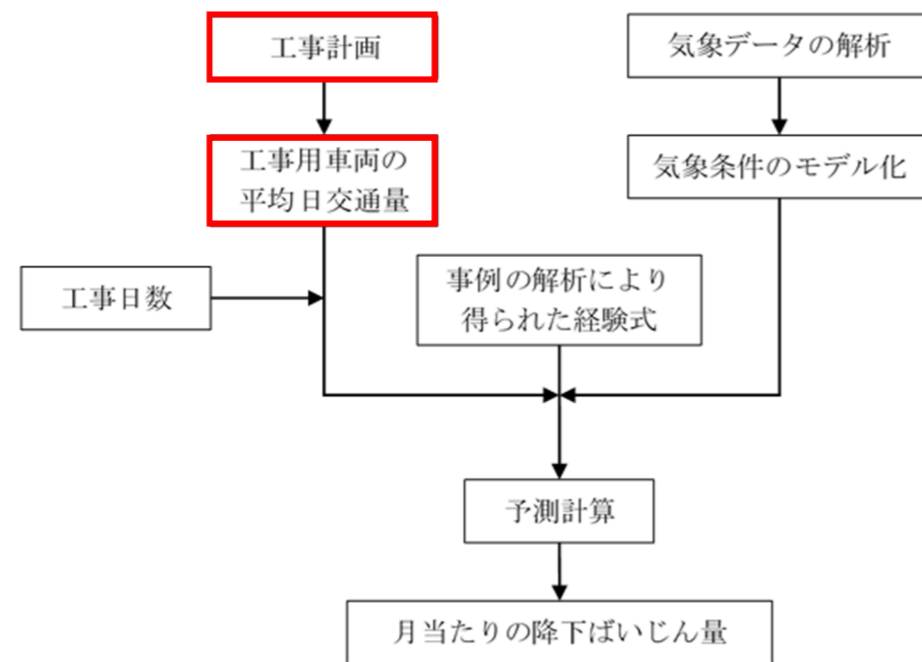 工事計画
気象データの解析
工事用車両の
平均日交通量
気象条件のモデル化
工事日数
事例の解析により
得られた経験式
予測計算
月当たりの降下ばいじん量